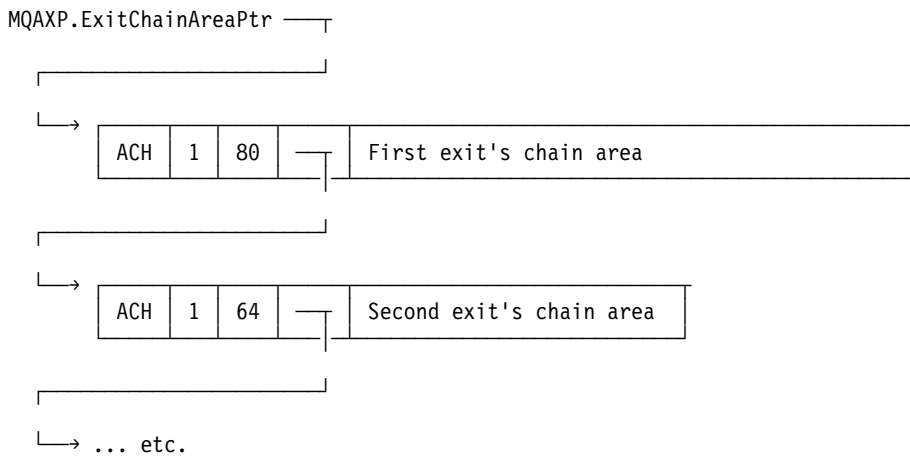 MQAXP.ExitChainAreaPtr
ACH 1 80 First exit's chain area
ACH 1 64 Second exit's chain area
... etc.